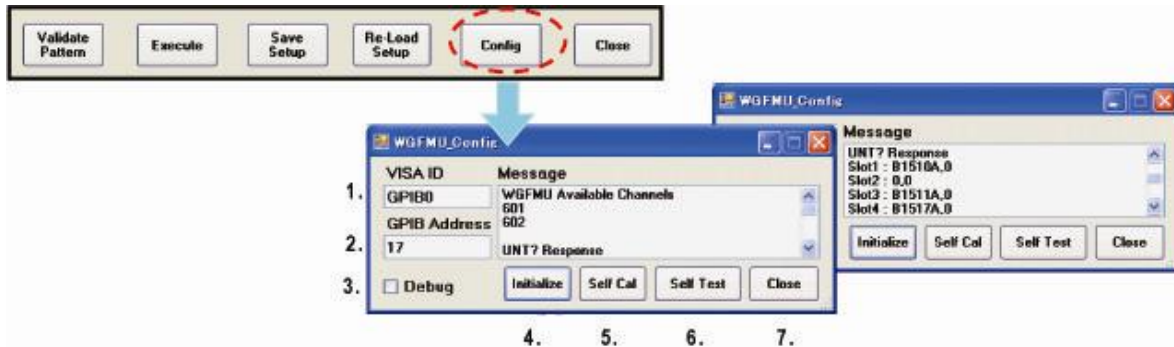 Validate Pattern
Execute
Save Setup
Re-Load Setup
Config
Close
WGFMU_Config
VISA ID
Message
1.
GPIB0
WGFMU Available Channels
601
602
UNT? Response
GPIB Address
2.
17
3.
Debug
Initialize
Self Cal
Self Test
Close
4.
5.
6.
7.
WGFMU_Config
Message
UNT? Response
Slot1 : B1510A,0
Slot2 : 0,0
Slot3 : B1511A,0
Slot4 : B1517A,0
Initialize
Self Cal
Self Test
Close